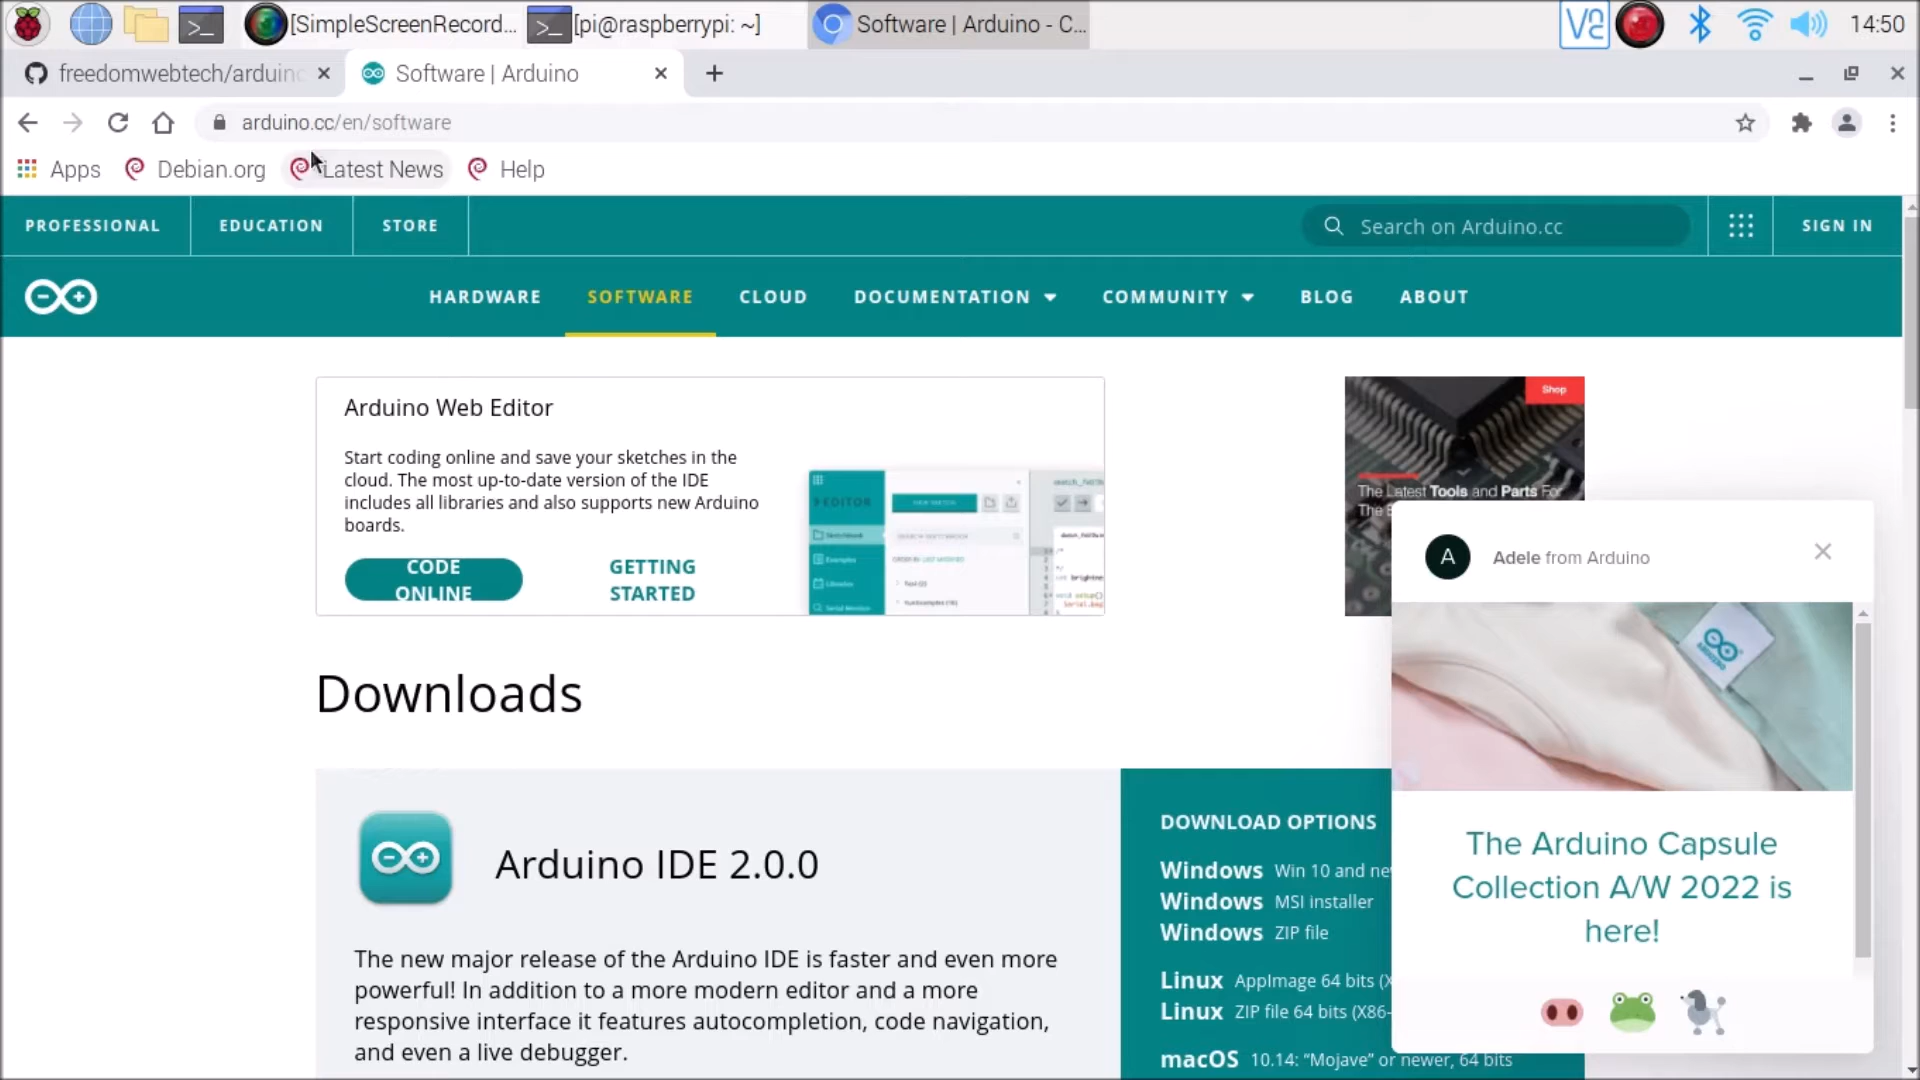 [SimpleScreenRecord...
[pi@raspberrypi: ~]
Software | Arduino - C...
14:50
freedomwebtech/arduin
Software | Arduino
arduino.cc/en/software
Apps
Debian.org
Latest News
Help
PROFESSIONAL
EDUCATION
STORE
Search on Arduino.cc
SIGN IN
HARDWARE
SOFTWARE
CLOUD
DOCUMENTATION
COMMUNITY
BLOG
ABOUT
Arduino Web Editor
Start coding online and save your sketches in the
cloud. The most up-to-date version of the IDE
includes all libraries and also supports new Arduino
boards.
CODE
ONLINE
GETTING
STARTED
EDITOR
Sketchbook
Examples
Libraries
Serial Monitor
Shop
The Latest Tools and Parts For
The
Downloads
Arduino IDE 2.0.0
The new major release of the Arduino IDE is faster and even more
powerful! In addition to a more modern editor and a more
responsive interface it features autocompletion, code navigation,
and even a live debugger.
DOWNLOAD OPTIONS
Windows Win 10 and ne
Windows MSI installer
Windows ZIP file
Linux AppImage 64 bits (X
Linux ZIP file 64 bits (X86-
macOS 10.14: “Mojave” or newer, 64 bits
A
Adele from Arduino
ARDUINO
The Arduino Capsule
Collection A/W 2022 is
here!